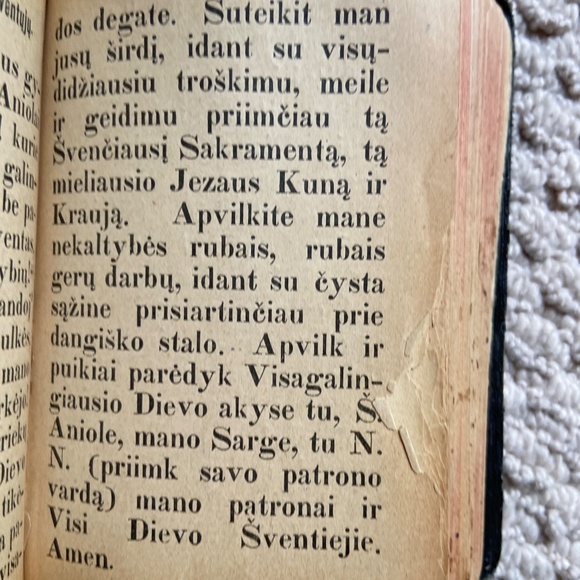 dos degate. Suteikit man
jusų širdį, idant su visų-
didžiausiu troškimu, meile
ir geidimu priimčiau tą
Švenčiausį Sakramentą, tą
mieliausio Jezaus Kuną ir
Kraują. Apvilkite mane
nekaltybės rubais, rubais
gerų darbų, idant su čysta
sąžine prisiartinčiau prie
dangiško stalo. Apvilk ir
puikiai parėdyk Visagalin-
giausio Dievo akyse tu, Š.
Aniole, mano Sarge, tu N.
N. (priimk savo patrono
vardą) mano patronai ir
Visi Dievo Šventiejie.
Amen.